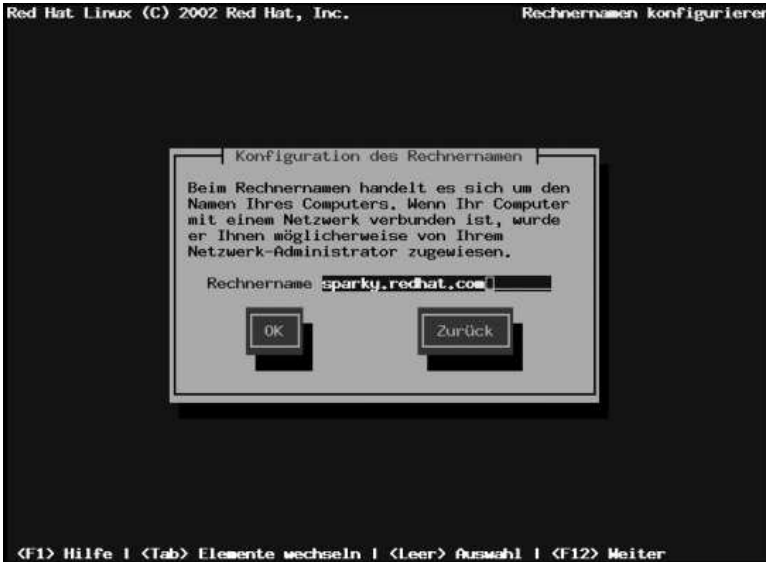 Red Hat Linux (C) 2002 Red Hat, Inc. Rechnernamen konfigurieren
Konfiguration des Rechnernamen
Beim Rechnernamen handelt es sich um den
Namen Ihres Computers. Wenn Ihr Computer
mit einem Netzwerk verbunden ist, wurde
er Ihnen möglicherweise von Ihrem
Netzwerk-Administrator zugewiesen.
Rechnername sparky.redhat.com
OK Zurück
<F1> Hilfe | <Tab> Elemente wechseln | <Leer> Auswahl | <F12> Weiter